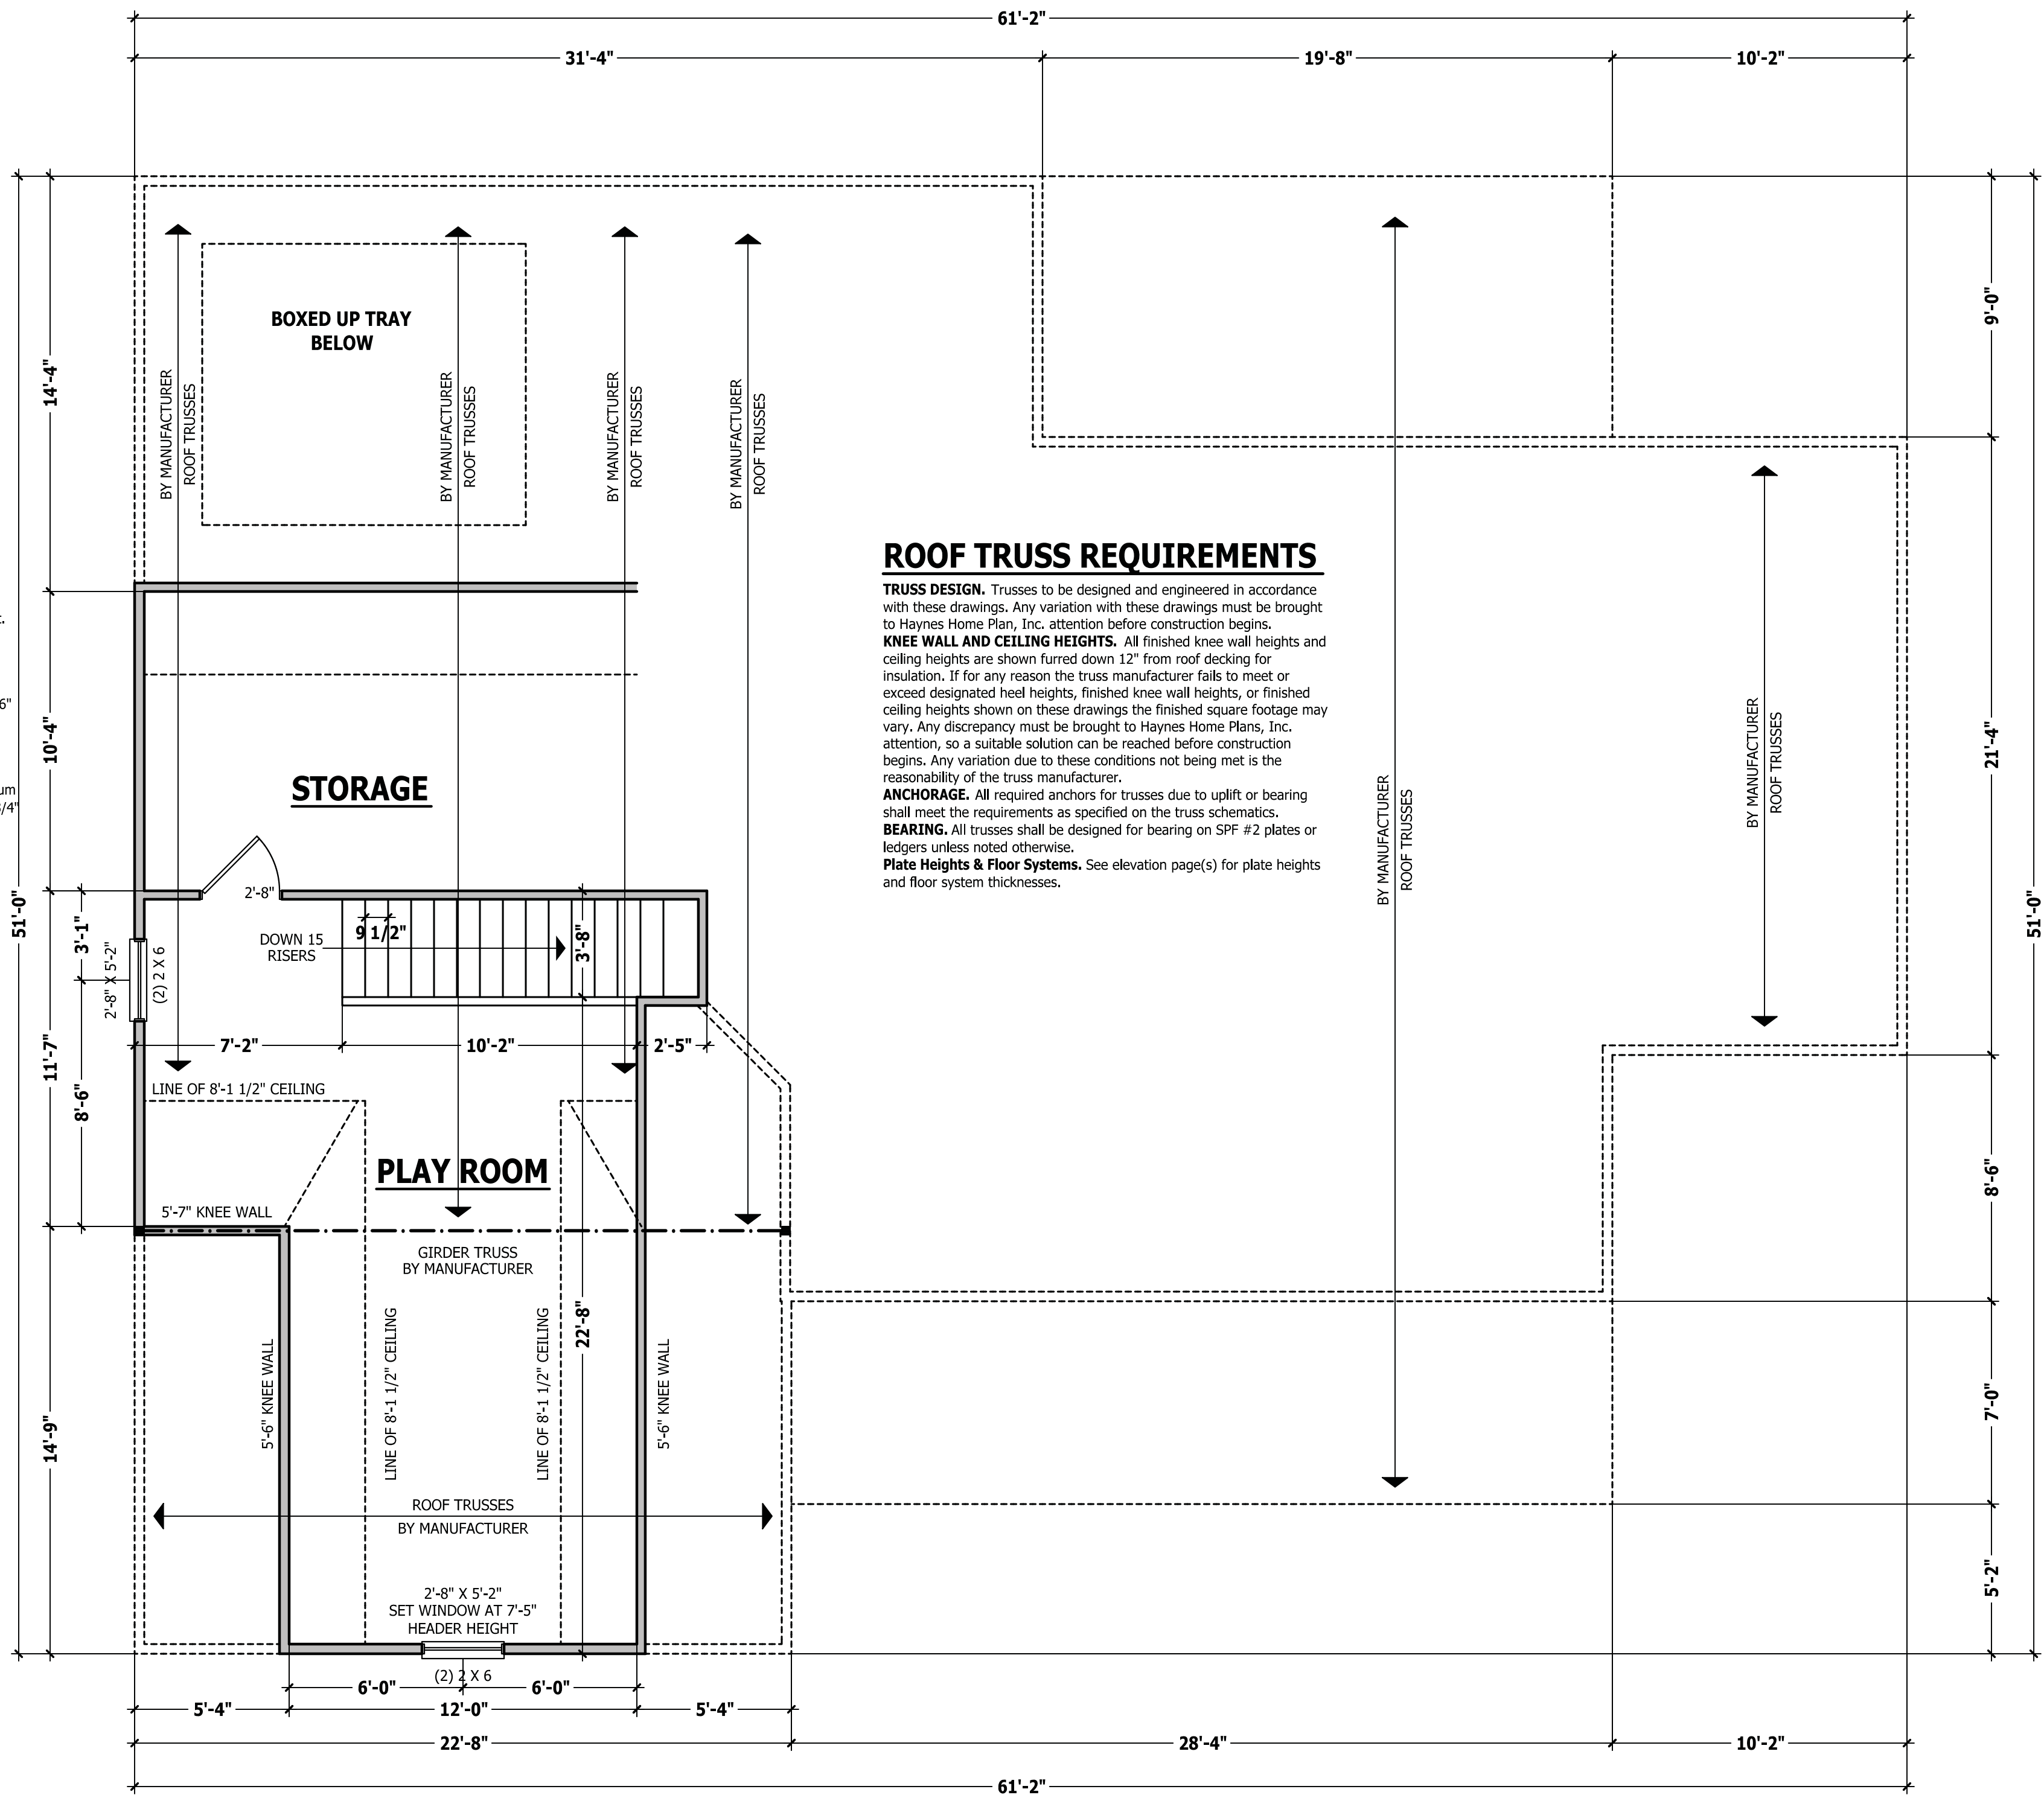 61'-2"
31'-4"
19'-8"
10'-2"
BOXED UP TRAY
BELOW
BY MANUFACTURER
ROOF TRUSSES
BY MANUFACTURER
ROOF TRUSSES
BY MANUFACTURER
ROOF TRUSSES
BY MANUFACTURER
ROOF TRUSSES
BY MANUFACTURER
ROOF TRUSSES
BY MANUFACTURER
ROOF TRUSSES
14'-4"
10'-4"
11'-7"
14'-9"
51'-0"
3'-1"
8'-6"
9'-0"
21'-4"
8'-6"
7'-0"
5'-2"
51'-0"
6"
um
3/4"
ROOF TRUSS REQUIREMENTS
TRUSS DESIGN. Trusses to be designed and engineered in accordance
with these drawings. Any variation with these drawings must be brought
to Haynes Home Plan, Inc. attention before construction begins.
KNEE WALL AND CEILING HEIGHTS. All finished knee wall heights and
ceiling heights are shown furred down 12" from roof decking for
insulation. If for any reason the truss manufacturer fails to meet or
exceed designated heel heights, finished knee wall heights, or finished
ceiling heights shown on these drawings the finished square footage may
vary. Any discrepancy must be brought to Haynes Home Plans, Inc.
attention, so a suitable solution can be reached before construction
begins. Any variation due to these conditions not being met is the
reasonability of the truss manufacturer.
ANCHORAGE. All required anchors for trusses due to uplift or bearing
shall meet the requirements as specified on the truss schematics.
BEARING. All trusses shall be designed for bearing on SPF #2 plates or
ledgers unless noted otherwise.
Plate Heights & Floor Systems. See elevation page(s) for plate heights
and floor system thicknesses.
STORAGE
2'-8"
DOWN 15
RISERS
9 1/2"
3'-8"
2'-8" X 5'-2"
(2) 2 X 6
7'-2"
10'-2"
2'-5"
LINE OF 8'-1 1/2" CEILING
PLAY ROOM
5'-7" KNEE WALL
GIRDER TRUSS
BY MANUFACTURER
5'-6" KNEE WALL
LINE OF 8'-1 1/2" CEILING
LINE OF 8'-1 1/2" CEILING
22'-8"
5'-6" KNEE WALL
ROOF TRUSSES
BY MANUFACTURER
2'-8" X 5'-2"
SET WINDOW AT 7'-5"
HEADER HEIGHT
(2) 2 X 6
6'-0"
6'-0"
5'-4"
12'-0"
5'-4"
22'-8"
28'-4"
10'-2"
61'-2"